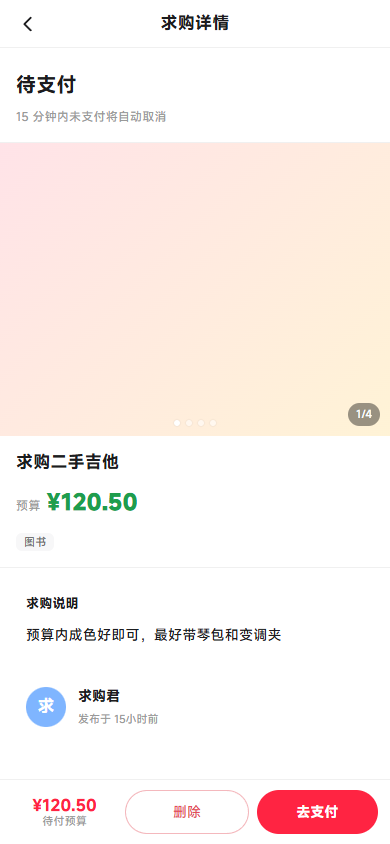 求购详情
待支付
15 分钟内未支付将自动取消
1/4
求购二手吉他
预算 ¥120.50
图书
求购说明
预算内成色好即可，最好带琴包和变调夹
求
求购君
发布于 15小时前
¥120.50
待付预算
删除
去支付